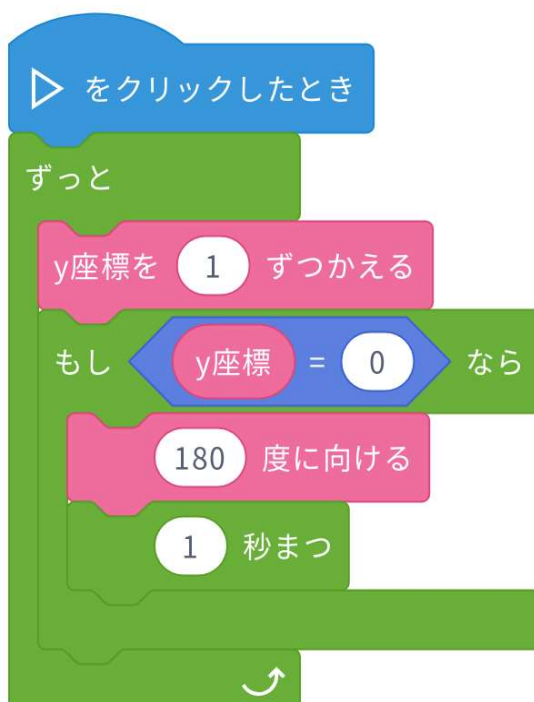 をクリックしたとき
ずっと
y座標を 1 ずつかえる
もし y座標 = 0 なら
180 度に向ける
1 秒まつ